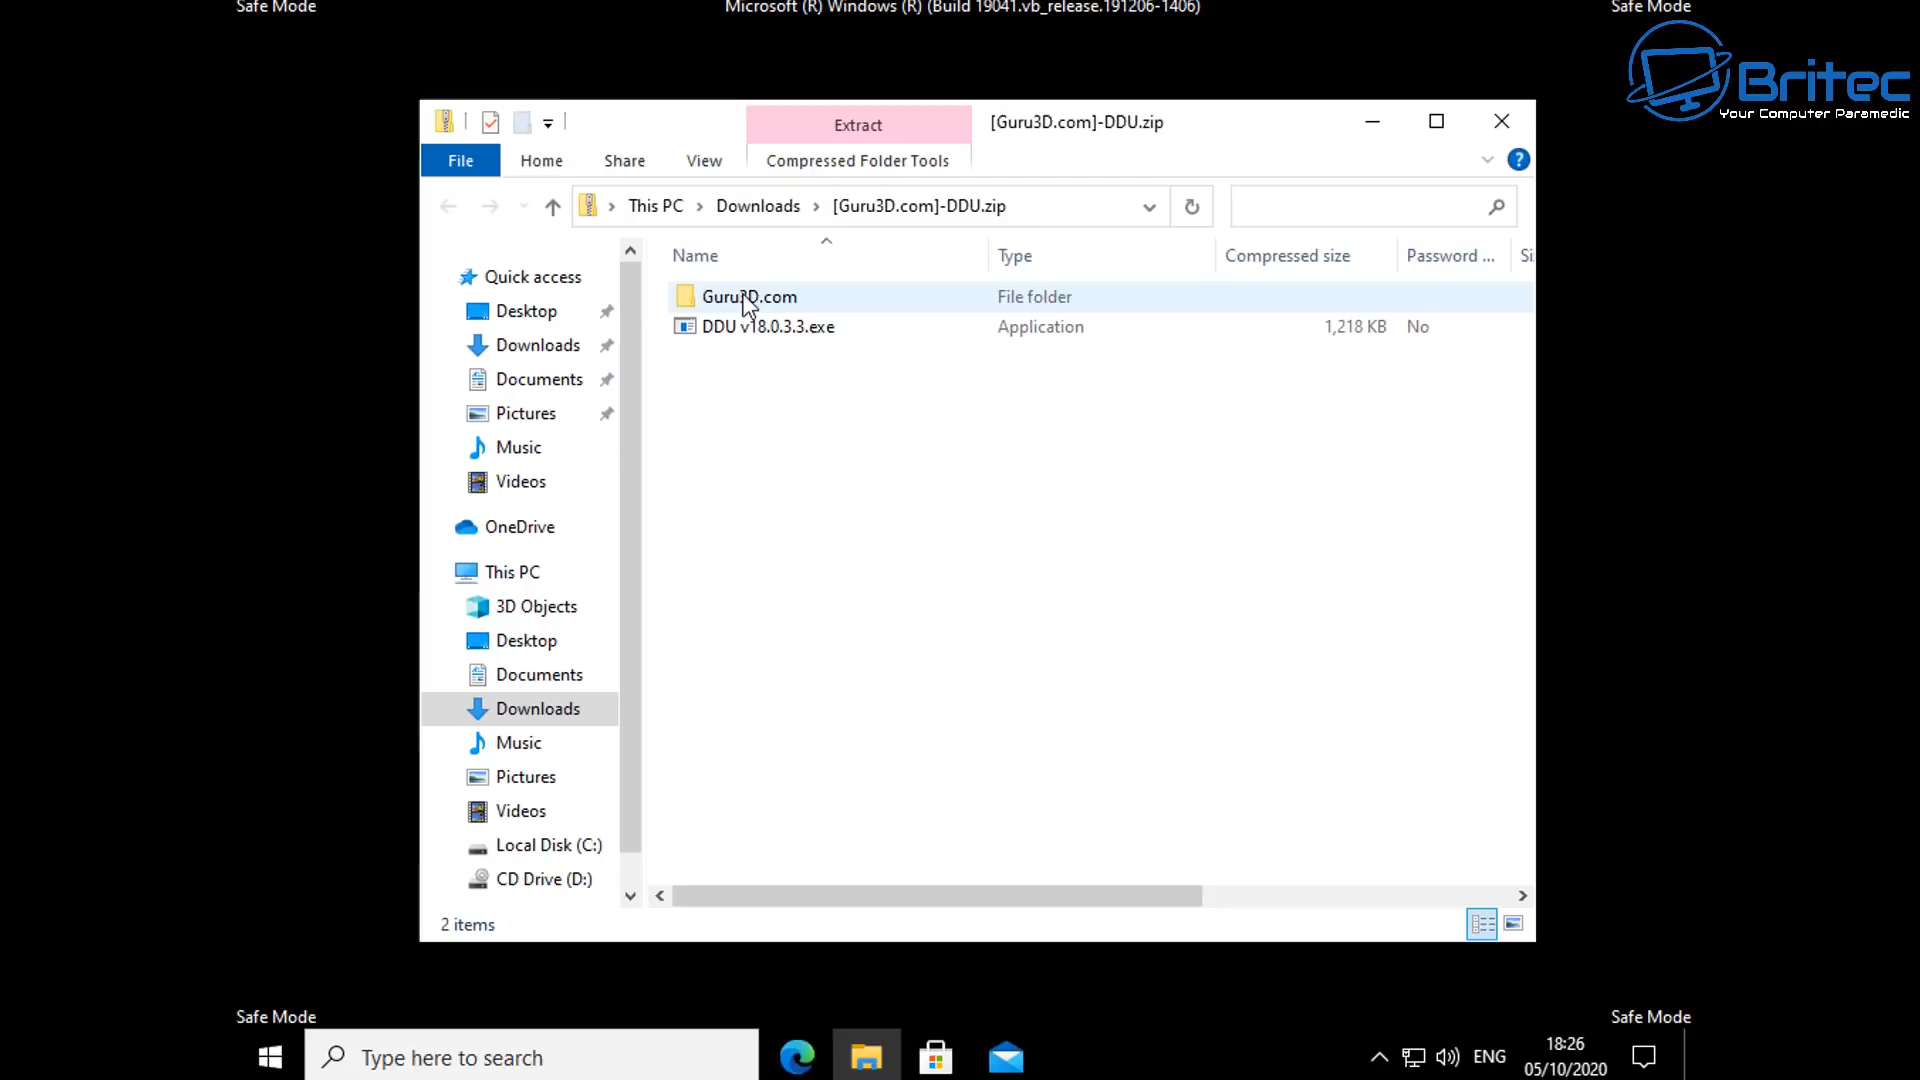 Safe Mode
Microsoft (R) Windows (R) (Build 19041.vb_release.191206-1406)
Safe Mode
Britec
Your Computer Paramedic
Extract
[Guru3D.com]-DDU.zip
File
Home
Share
View
Compressed Folder Tools
?
This PC
Downloads
[Guru3D.com]-DDU.zip
Name
Type
Compressed size
Password ...
Si
Guru3D.com
File folder
DDU v18.0.3.3.exe
Application
1,218 KB
No
Quick access
Desktop
Downloads
Documents
Pictures
Music
Videos
OneDrive
This PC
3D Objects
Desktop
Documents
Downloads
Music
Pictures
Videos
Local Disk (C:)
CD Drive (D:)
2 items
Safe Mode
Safe Mode
Type here to search
ENG
18:26
05/10/2020